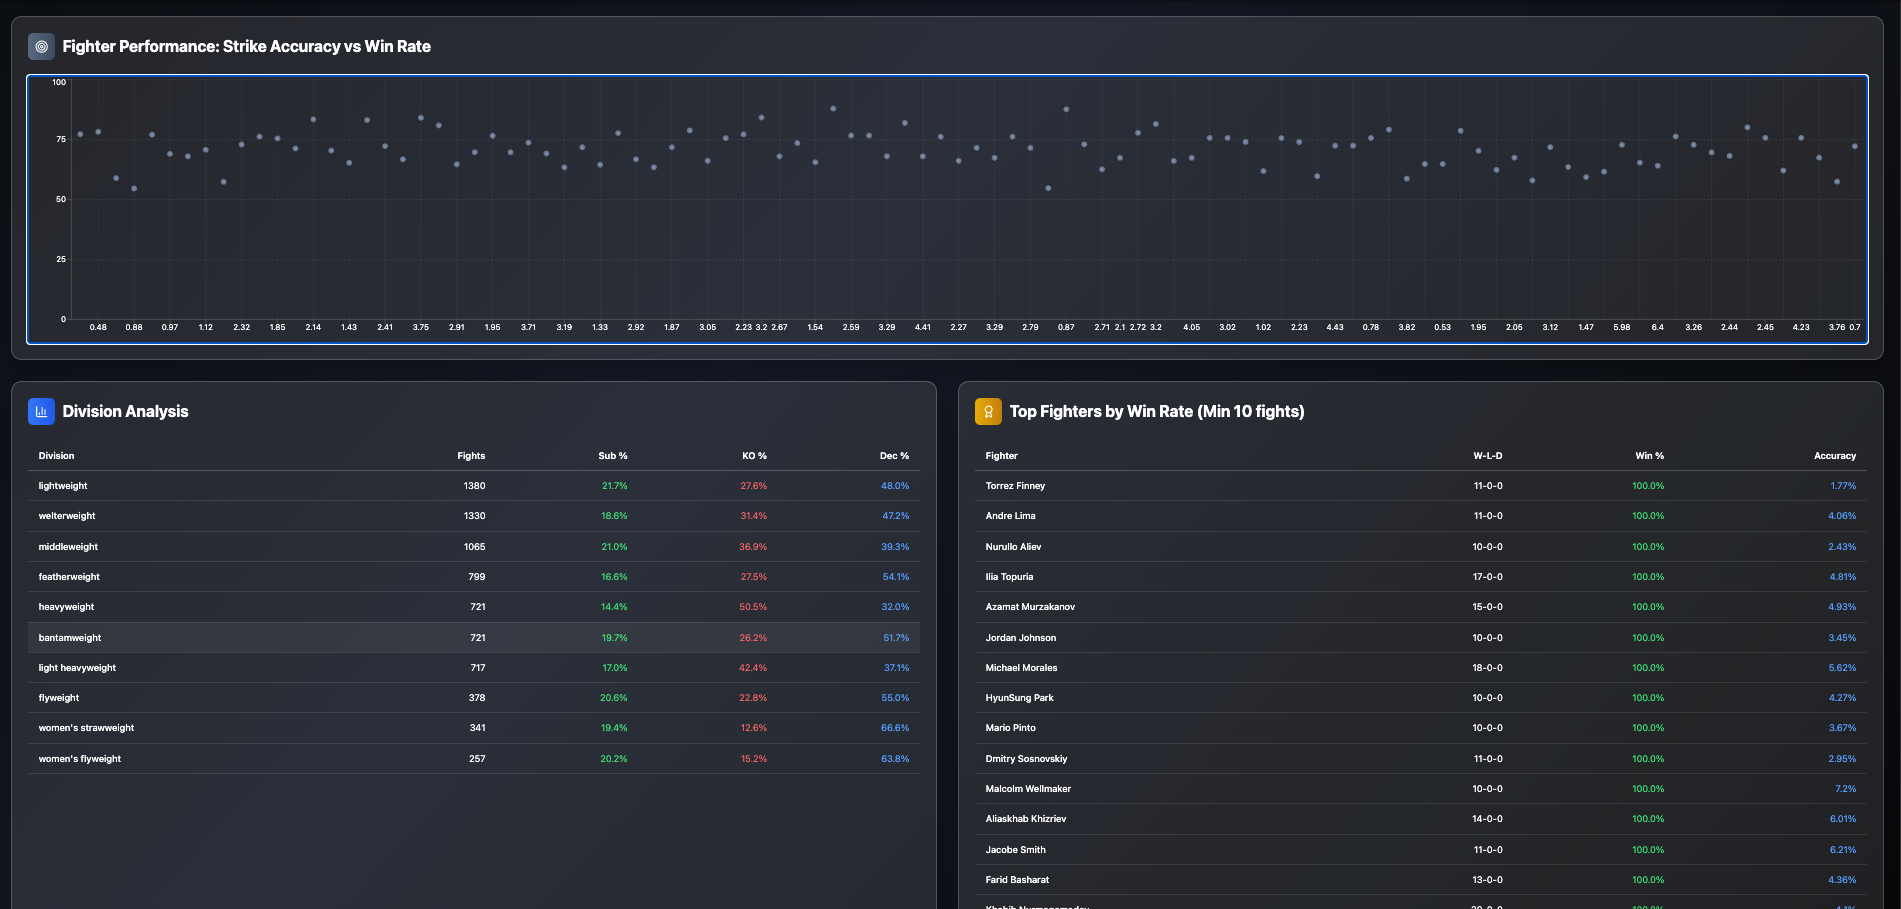 Fighter Performance: Strike Accuracy vs Win Rate
100
75
50
25
0
0.48 0.88 0.97 1.12 2.32 1.85 2.14 1.43 2.41 3.75 2.91 1.95 3.71 3.19 1.33 2.92 1.87 3.05 2.23 3.2 2.67 1.54 2.59 3.29 4.41 2.27 3.29 2.79 0.87 2.71 2.1 2.72 3.2 4.05 3.02 1.02 2.23 4.43 0.78 3.82 0.53 1.95 2.05 3.12 1.47 5.98 6.4 3.26 2.44 2.45 4.23 3.76 0.7
Division Analysis
Division Fights Sub % KO % Dec %
lightweight 1380 21.7% 27.6% 48.0%
welterweight 1330 18.6% 31.4% 47.2%
middleweight 1065 21.0% 36.9% 39.3%
featherweight 799 16.6% 27.5% 54.1%
heavyweight 721 14.4% 50.5% 32.0%
bantamweight 721 19.7% 26.2% 51.7%
light heavyweight 717 17.0% 42.4% 37.1%
flyweight 378 20.6% 22.8% 55.0%
women's strawweight 341 19.4% 12.6% 66.6%
women's flyweight 257 20.2% 15.2% 63.8%
Top Fighters by Win Rate (Min 10 fights)
Fighter W-L-D Win % Accuracy
Torrez Finney 11-0-0 100.0% 1.77%
Andre Lima 11-0-0 100.0% 4.06%
Nurullo Aliev 10-0-0 100.0% 2.43%
Ilia Topuria 17-0-0 100.0% 4.81%
Azamat Murzakanov 15-0-0 100.0% 4.93%
Jordan Johnson 10-0-0 100.0% 3.45%
Michael Morales 18-0-0 100.0% 5.62%
HyunSung Park 10-0-0 100.0% 4.27%
Mario Pinto 10-0-0 100.0% 3.67%
Dmitry Sosnovskiy 11-0-0 100.0% 2.95%
Malcolm Wellmaker 10-0-0 100.0% 7.2%
Aliaskhab Khizriev 14-0-0 100.0% 6.01%
Jacobe Smith 11-0-0 100.0% 6.21%
Farid Basharat 13-0-0 100.0% 4.36%